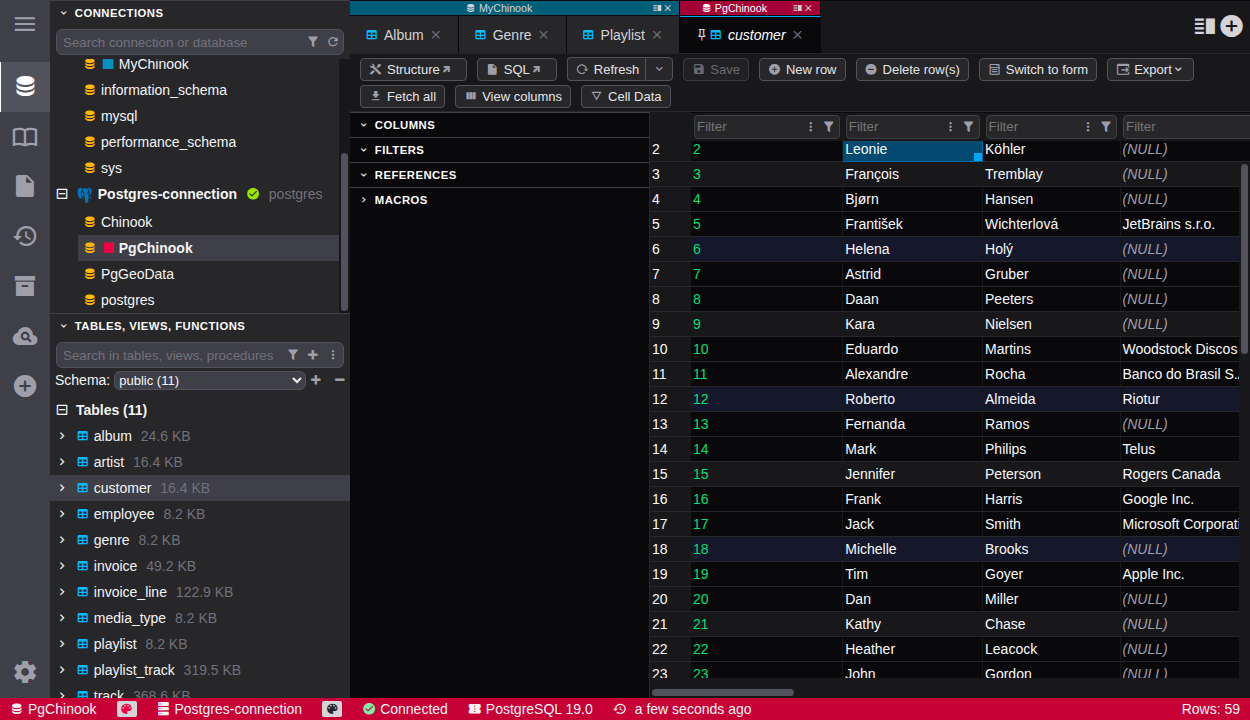 CONNECTIONS
Search connection or database
MyChinook
information_schema
mysql
performance_schema
sys
Postgres-connection postgres
Chinook
PgChinook
PgGeoData
postgres
TABLES, VIEWS, FUNCTIONS
Search in tables, views, procedures
Schema: public (11)
Tables (11)
album 24.6 KB
artist 16.4 KB
customer 16.4 KB
employee 8.2 KB
genre 8.2 KB
invoice 49.2 KB
invoice_line 122.9 KB
media_type 8.2 KB
playlist 8.2 KB
playlist_track 319.5 KB
track 368.6 KB
MyChinook PgChinook
Album Genre Playlist customer
Structure SQL Refresh Save New row Delete row(s) Switch to form Export
Fetch all View columns Cell Data
COLUMNS
FILTERS
REFERENCES
MACROS
Filter Filter Filter Filter
2 2 Leonie Köhler (NULL)
3 3 François Tremblay (NULL)
4 4 Bjørn Hansen (NULL)
5 5 František Wichterlová JetBrains s.r.o.
6 6 Helena Holý (NULL)
7 7 Astrid Gruber (NULL)
8 8 Daan Peeters (NULL)
9 9 Kara Nielsen (NULL)
10 10 Eduardo Martins Woodstock Discos
11 11 Alexandre Rocha Banco do Brasil S.
12 12 Roberto Almeida Riotur
13 13 Fernanda Ramos (NULL)
14 14 Mark Philips Telus
15 15 Jennifer Peterson Rogers Canada
16 16 Frank Harris Google Inc.
17 17 Jack Smith Microsoft Corporati
18 18 Michelle Brooks (NULL)
19 19 Tim Goyer Apple Inc.
20 20 Dan Miller (NULL)
21 21 Kathy Chase (NULL)
22 22 Heather Leacock (NULL)
23 23 John Gordon (NULL)
PgChinook Postgres-connection Connected PostgreSQL 19.0 a few seconds ago Rows: 59